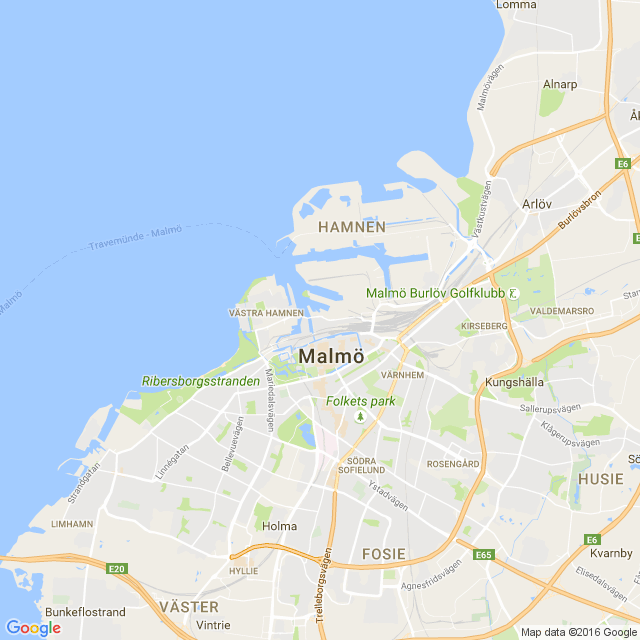 Lomma
Alnarp
Malmövägen
Åk
E6
Västkustvägen
Arlöv
Burlövsbron
HAMNEN
Travemünde - Malmö
E6
Malmö
Malmö Burlöv Golfklubb
Stan
VÄSTRA HAMNEN
VALDEMARSRO
KIRSEBERG
Malmö
Ribersborgsstranden
VÄRNHEM
Kungshälla
Mariedalsvägen
Folkets park
Sallerupsvägen
Bellevuevägen
Klågerupsvägen
Linnégatan
SÖDRA
SOFIELUND
ROSENGÅRD
Sö
Strandgatan
HUSIE
Ystadvägen
LIMHAMN
Holma
E6
FOSIE
E65
Kvarnby
E20
HYLLIE
Trelleborgsvägen
Agnesfridsvägen
Elisedalsvägen
Bunkeflostrand
VÄSTER
Vintrie
Google
Map data ©2016 Google